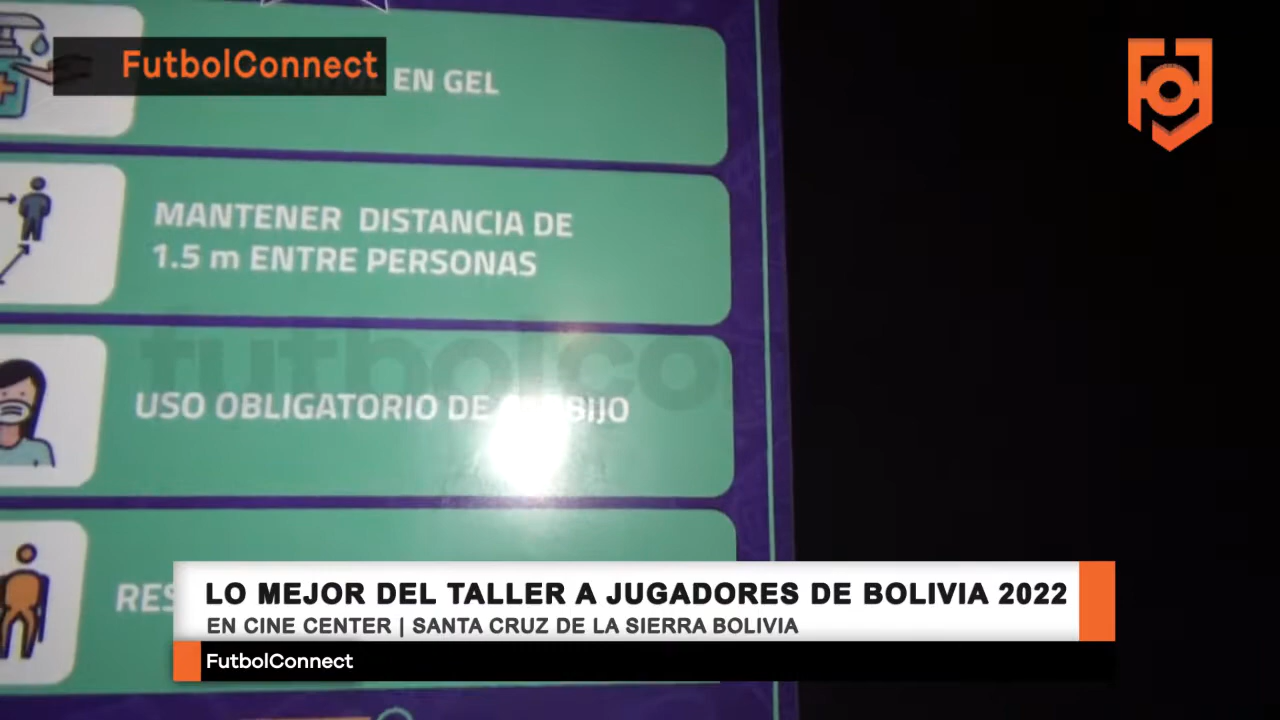 FutbolConnect
EN GEL
MANTENER DISTANCIA DE
1.5 m ENTRE PERSONAS
futbolco
USO OBLIGATORIO DE
LO MEJOR DEL TALLER A JUGADORES DE BOLIVIA 2022
EN CINE CENTER | SANTA CRUZ DE LA SIERRA BOLIVIA
FutbolConnect